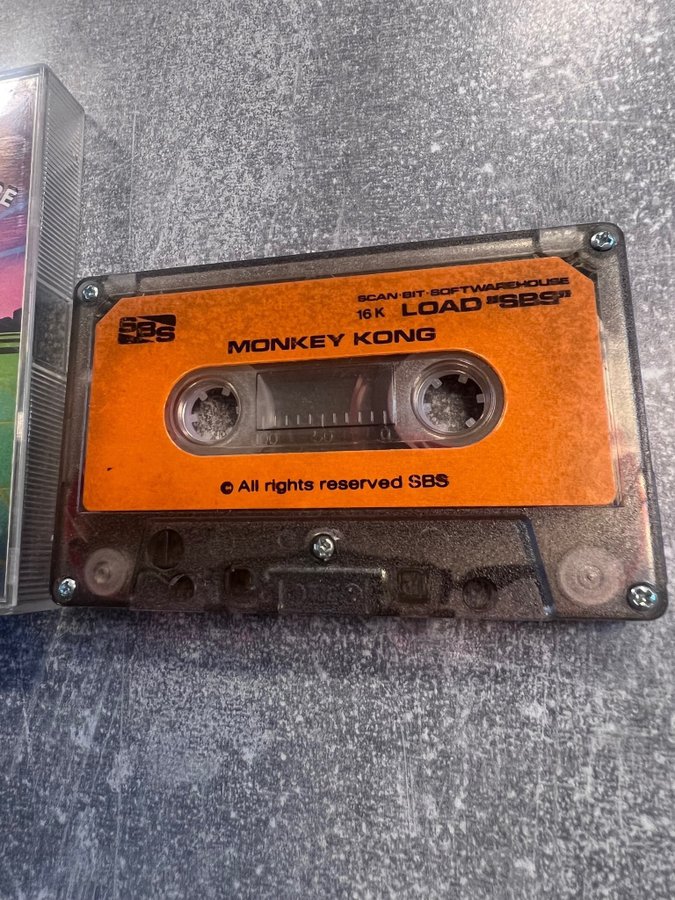 SCAN·BIT·SOFTWAREHOUSE
SBS
16 K LOAD "SBS"
MONKEY KONG
© All rights reserved SBS